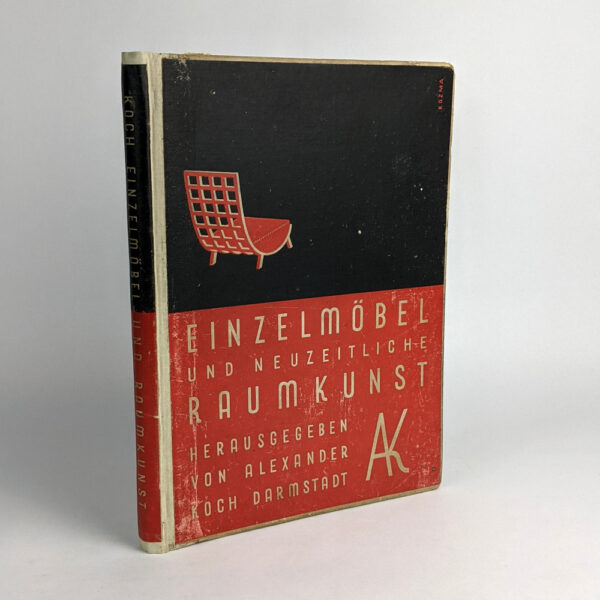 KOZMA
EINZELMÖBEL
UND NEUZEITLICHE
RAUMKUNST
HERAUSGEGEBEN
VON ALEXANDER
KOCH DARMSTADT
AK
KOCH EINZELMÖBEL UND RAUMKUNST